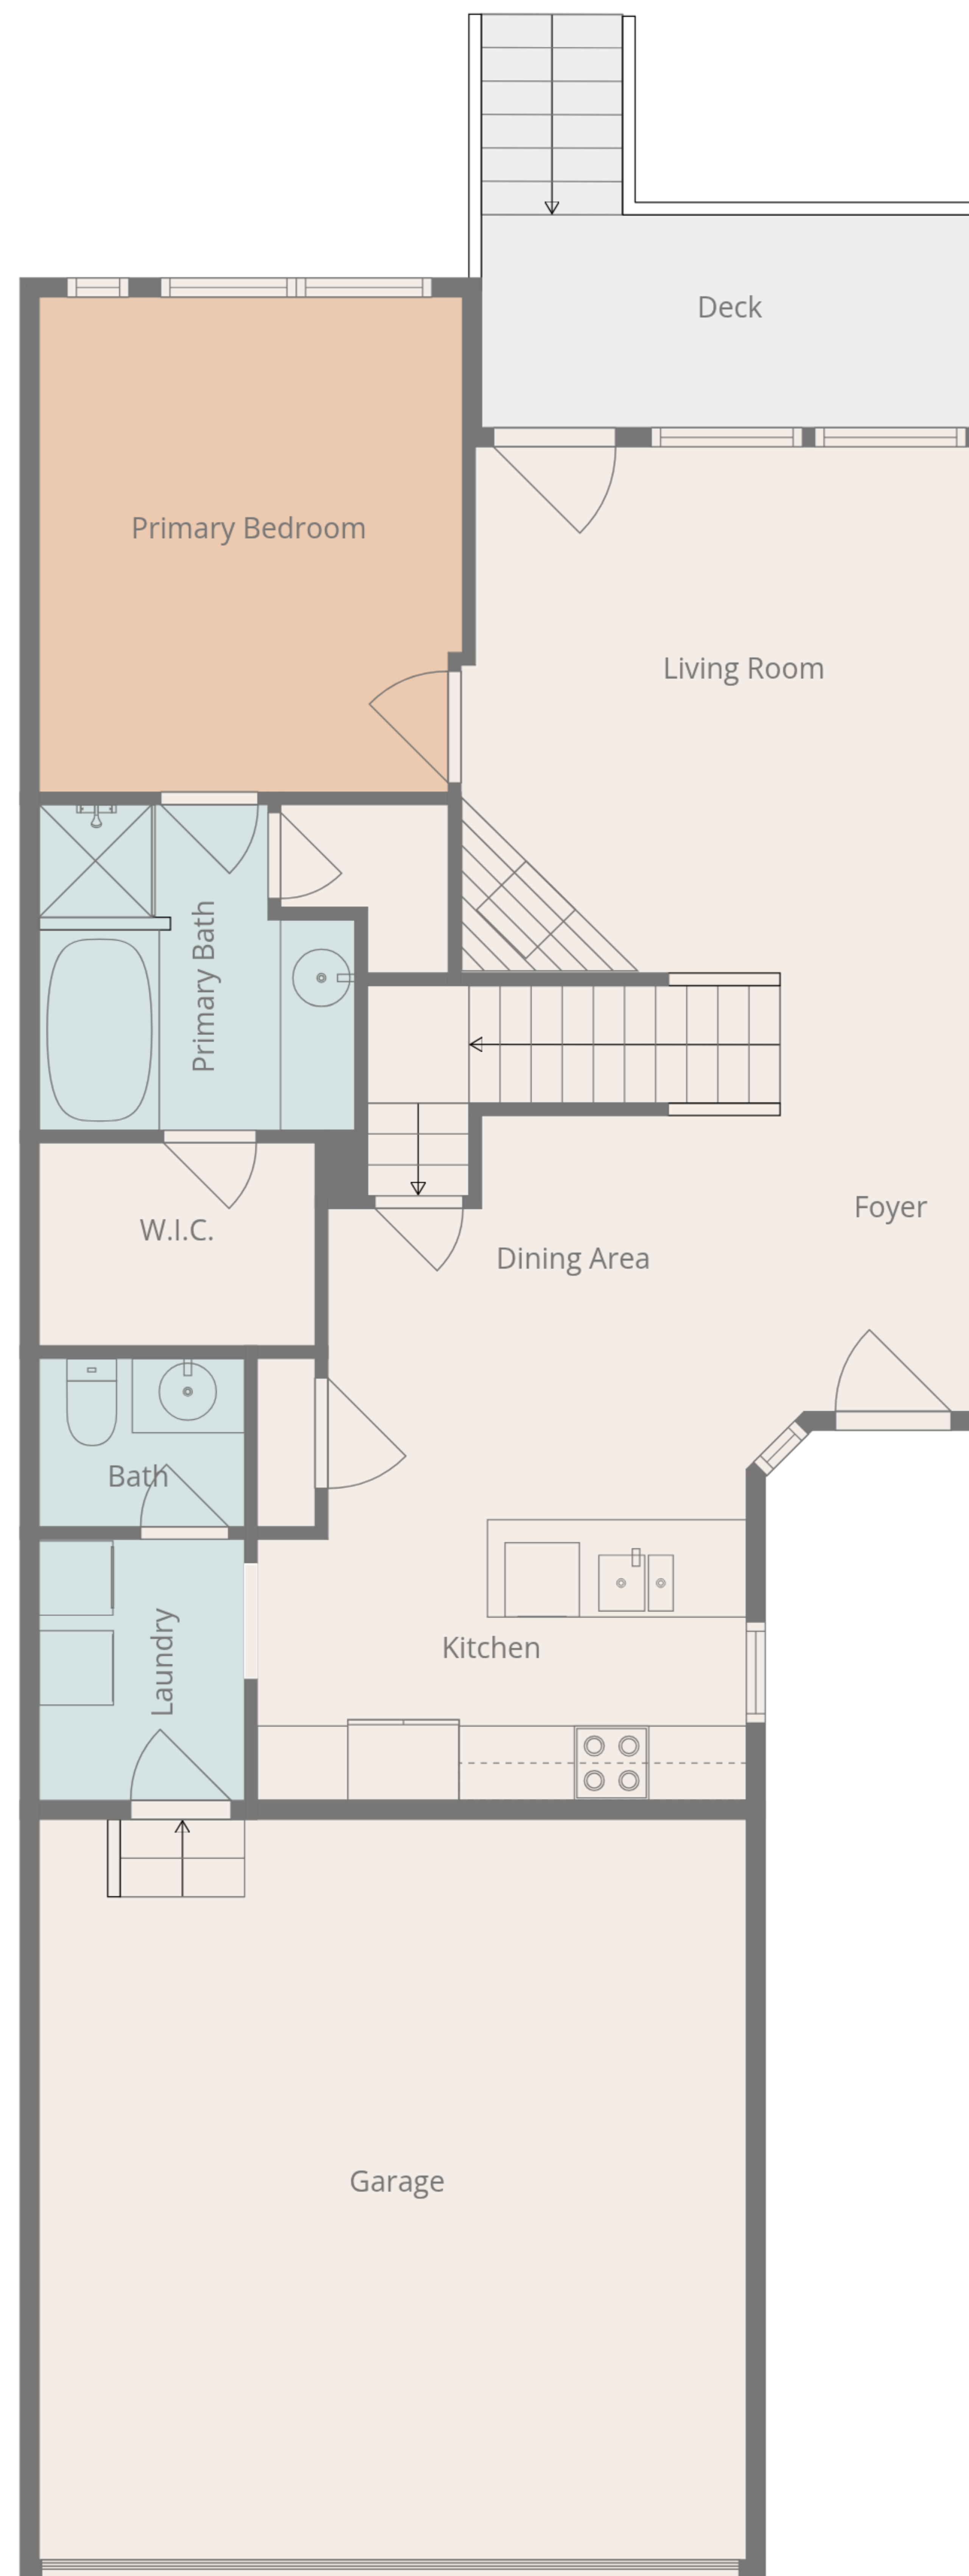 Deck
Primary Bedroom
Living Room
Primary Bath
Foyer
W.I.C.
Dining Area
Bath
Kitchen
Laundry
Garage